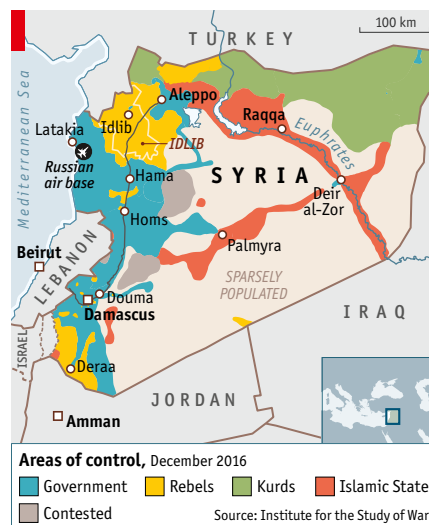 100 km
TURKEY
Mediterranean Sea
Aleppo
Raqqa
Euphrates
Idlib
IDLIB
Latakia
Russian
air base
Hama
SYRIA
Deir
al-Zor
Homs
Palmyra
LEBANON
Beirut
SPARSELY
POPULATED
Douma
Damascus
IRAQ
ISRAEL
Deraa
JORDAN
Amman
Areas of control, December 2016
Government
Rebels
Kurds
Islamic State
Contested
Source: Institute for the Study of War